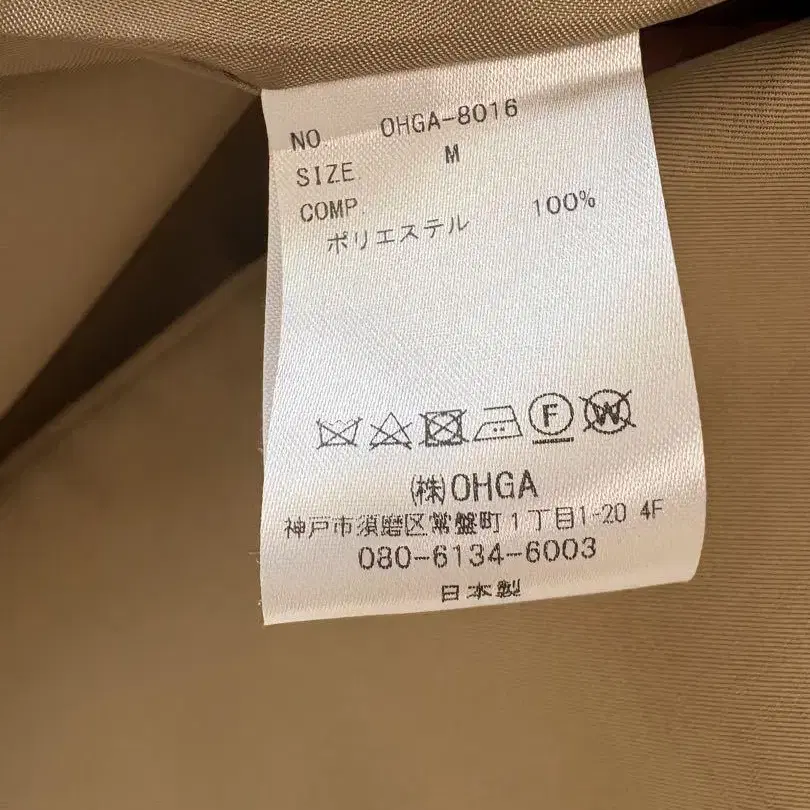 NO. OHGA-8016
SIZE. M
COMP.
ポリエステル 100%
F W
(株)OHGA
神戸市須磨区常盤町1丁目1-20 4F
080-6134-6003
日本製